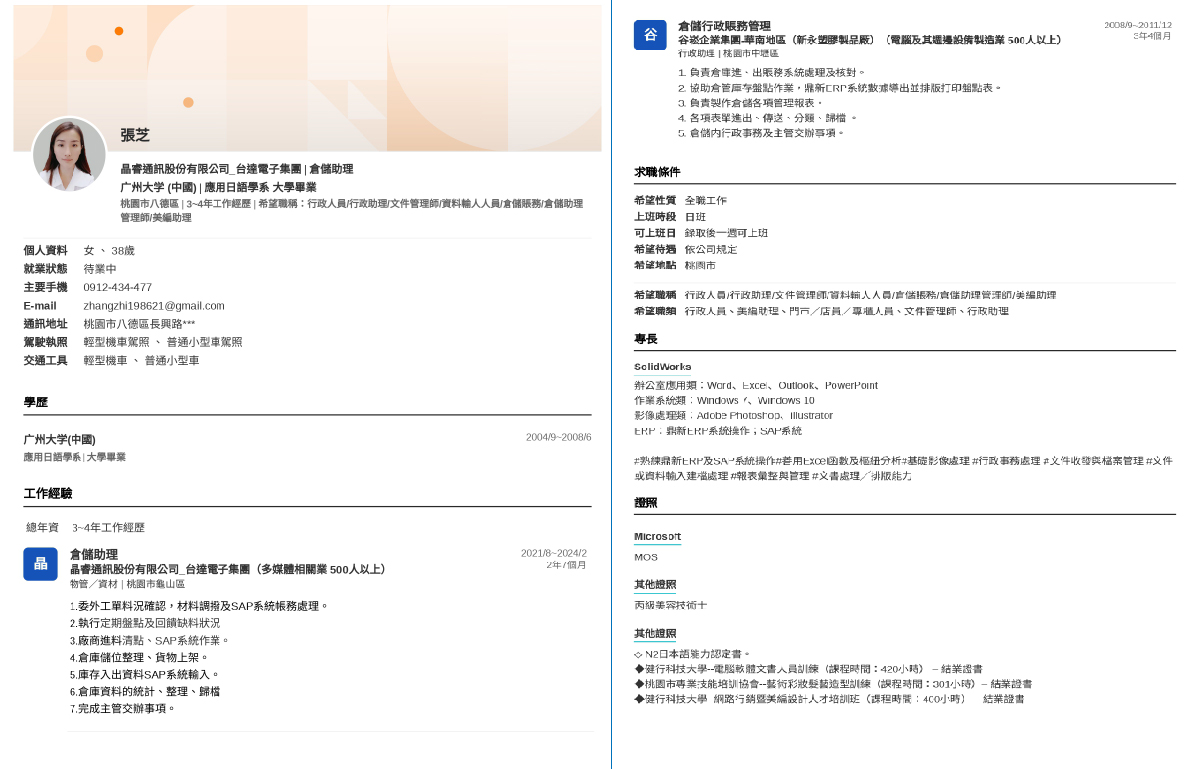 張芝
晶睿通訊股份有限公司_台達電子集團 | 倉儲助理
广州大学 (中國) | 應用日語學系 大學畢業
桃園市八德區 | 3~4年工作經歷 | 希望職稱：行政人員/行政助理/文件管理師/資料輸人人員/倉儲賬務/倉儲助理
管理師/美編助理
個人資料 女 、 38歲
就業狀態 待業中
主要手機 0912-434-477
E-mail zhangzhi198621@gmail.com
通訊地址 桃園市八德區長興路***
駕駛執照 輕型機車駕照 、 普通小型車駕照
交通工具 輕型機車 、 普通小型車
學歷
广州大学(中國) 2004/9~2008/6
應用日語學系 | 大學畢業
工作經驗
總年資 3~4年工作經歷
晶
倉儲助理 2021/8~2024/2
晶睿通訊股份有限公司_台達電子集團（多媒體相關業 500人以上） 2年7個月
物管／資材 | 桃園市龜山區
1.委外工單料況確認，材料調撥及SAP系統帳務處理。
2.執行定期盤點及回饋缺料狀況
3.廠商進料清點、SAP系統作業。
4.倉庫儲位整理、貨物上架。
5.庫存入出資料SAP系統輸入。
6.倉庫資料的統計、整理、歸檔
7.完成主管交辦事項。
谷
倉儲行政賬務管理 2008/9~2011/12
谷崧企業集團-華南地區（新永塑膠製品廠）（電腦及其週邊設備製造業 500人以上） 3年4個月
行政助理 | 桃園市中壢區
1. 負責倉庫進、出賬務系統處理及核對。
2. 協助倉管庫存盤點作業，鼎新ERP系統數據導出並排版打印盤點表。
3. 負責製作倉儲各項管理報表。
4. 各項表單進出、傳送、分類、歸檔 。
5. 倉儲内行政事務及主管交辦事項。
求職條件
希望性質 全職工作
上班時段 日班
可上班日 錄取後一週可上班
希望待遇 依公司規定
希望地點 桃園市
希望職稱 行政人員/行政助理/文件管理師/資料輸人人員/倉儲賬務/倉儲助理管理師/美編助理
希望職類 行政人員、美編助理、門市／店員／專櫃人員、文件管理師、行政助理
專長
SolidWorks
辦公室應用類：Word、Excel、Outlook、PowerPoint
作業系統類：Windows 7、Windows 10
影像處理類：Adobe Photoshop、Illustrator
ERP：鼎新ERP系統操作；SAP系統
#熟練鼎新ERP及SAP系統操作#善用Excel函數及樞紐分析#基礎影像處理 #行政事務處理 #文件收發與檔案管理 #文件
或資料輸入建檔處理 #報表彙整與管理 #文書處理／排版能力
證照
Microsoft
MOS
其他證照
丙級美容技術士
其他證照
◇ N2日本語能力認定書。
◆健行科技大學--電腦軟體文書人員訓練（課程時間：420小時） – 結業證書
◆桃園市專業技能培训協會--藝術彩妝髮藝造型訓練（課程時間：301小時）– 結業證書
◆健行科技大學 網路行銷暨美編設計人才培訓班（課程時間：400小時） 結業證書